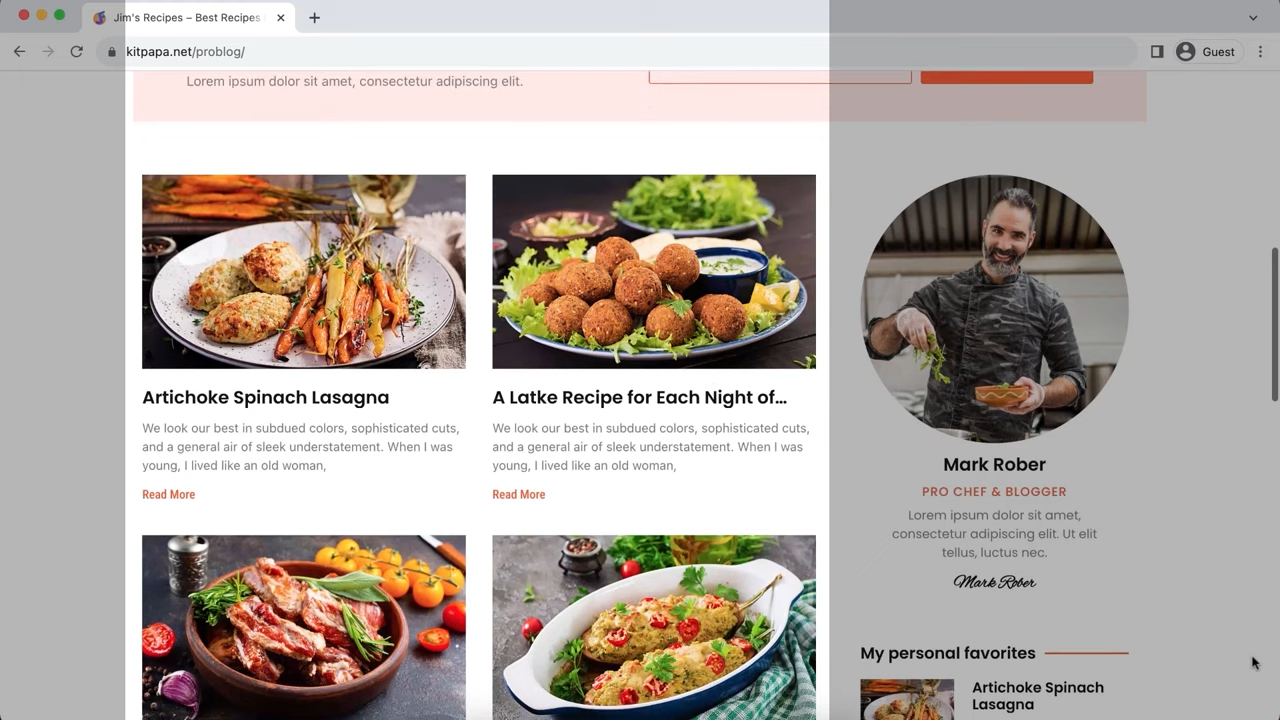 Jim's Recipes – Best Recipes
kitpapa.net/problog/
Guest
Lorem ipsum dolor sit amet, consectetur adipiscing elit.
Artichoke Spinach Lasagna
We look our best in subdued colors, sophisticated cuts,
and a general air of sleek understatement. When I was
young, I lived like an old woman,
Read More
A Latke Recipe for Each Night of...
We look our best in subdued colors, sophisticated cuts,
and a general air of sleek understatement. When I was
young, I lived like an old woman,
Read More
Mark Rober
PRO CHEF & BLOGGER
Lorem ipsum dolor sit amet,
consectetur adipiscing elit. Ut elit
tellus, luctus nec.
Mark Rober
My personal favorites
Artichoke Spinach
Lasagna